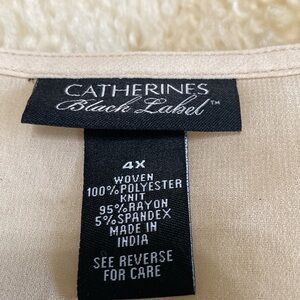 CATHERINES
Black Label™
4X
WOVEN
100%POLYESTER
KNIT
95%RAYON
5%SPANDEX
MADE IN
INDIA
SEE REVERSE
FOR CARE